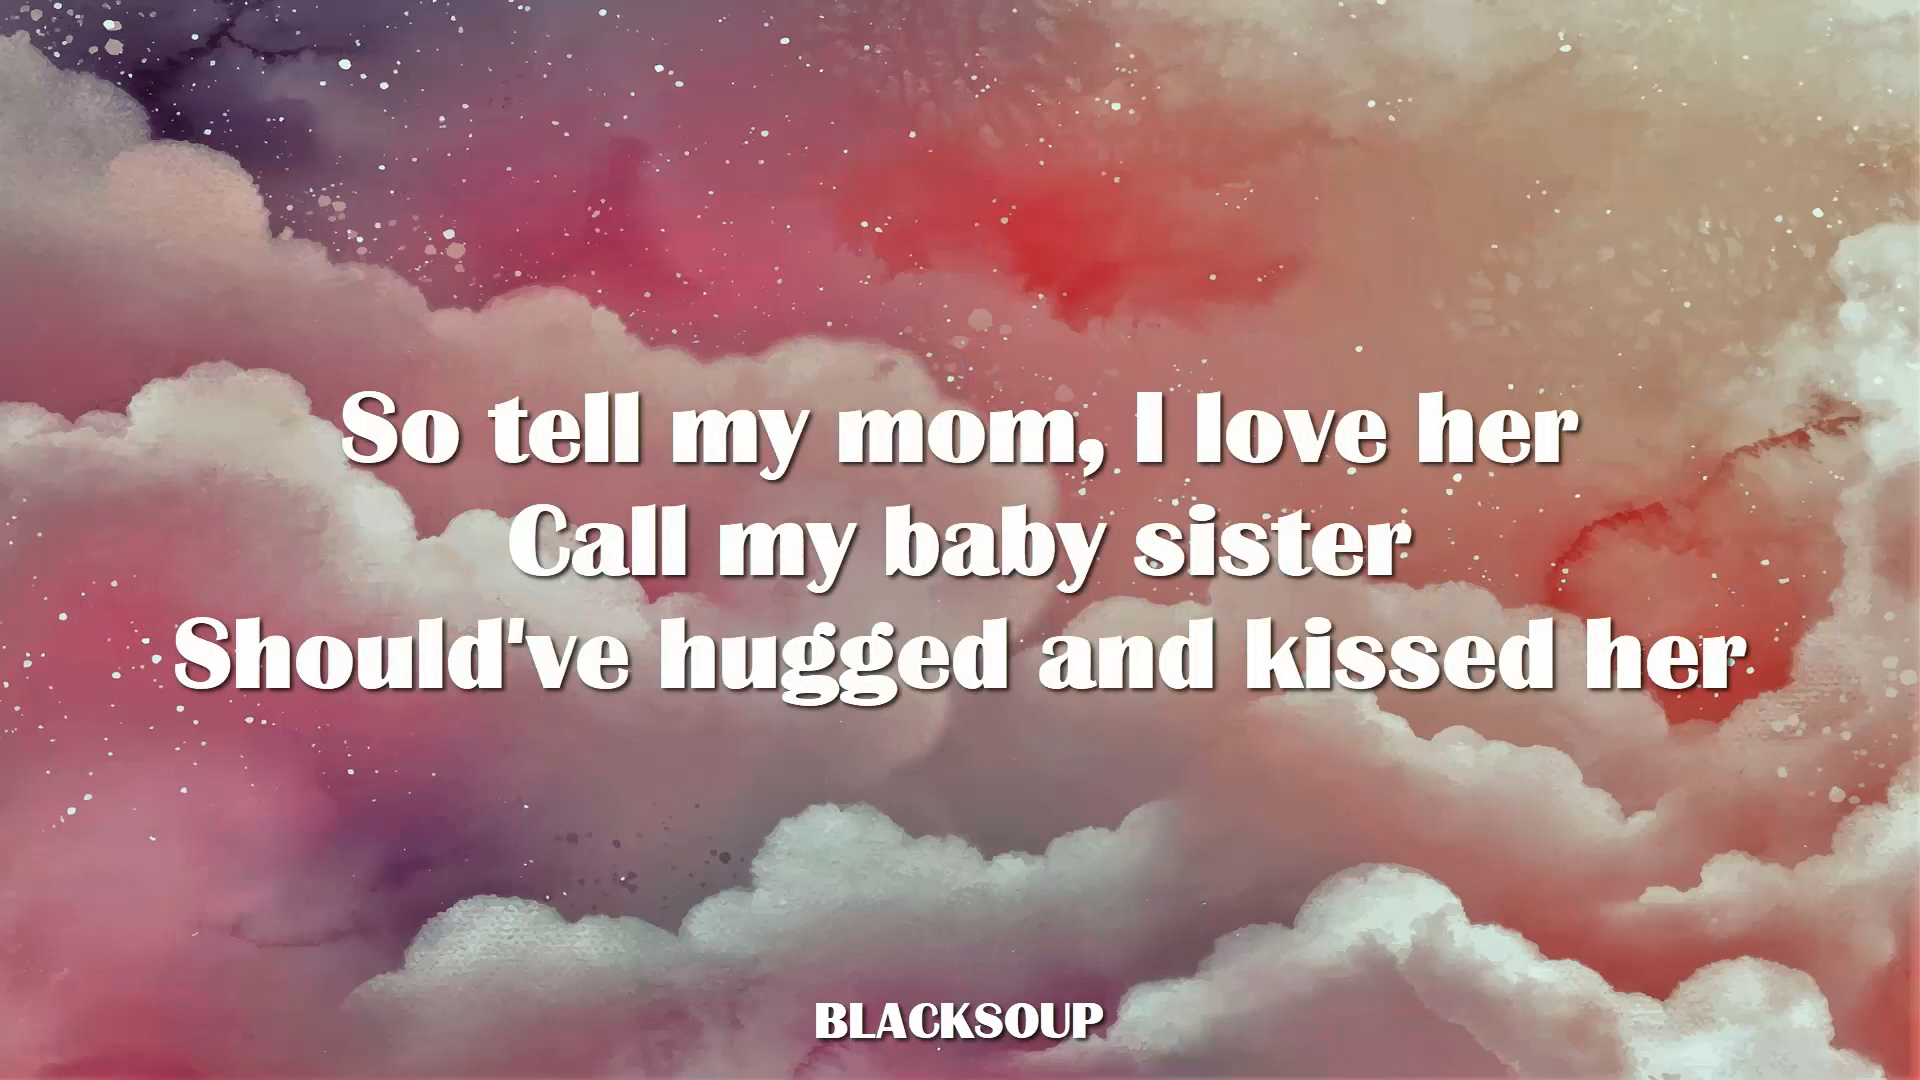 So tell my mom, I love her
Call my baby sister
Should've hugged and kissed her
BLACKSOUP